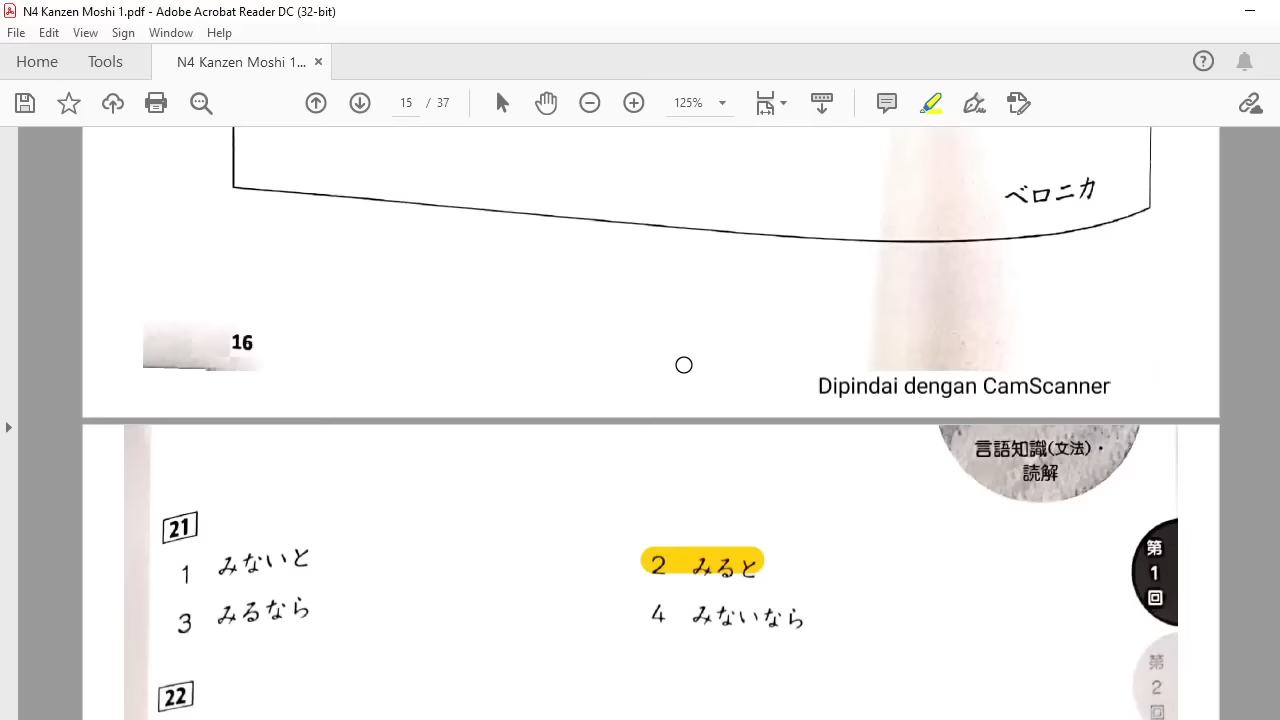 N4 Kanzen Moshi 1.pdf - Adobe Acrobat Reader DC (32-bit)
File Edit View Sign Window Help
Home Tools N4 Kanzen Moshi 1... ×
15 / 37 125%
ベロニカ
16
Dipindai dengan CamScanner
言語知識(文法)・
読解
21
1 みないと 2 みると
3 みるなら 4 みないなら
第
1
回
22
第
2
回